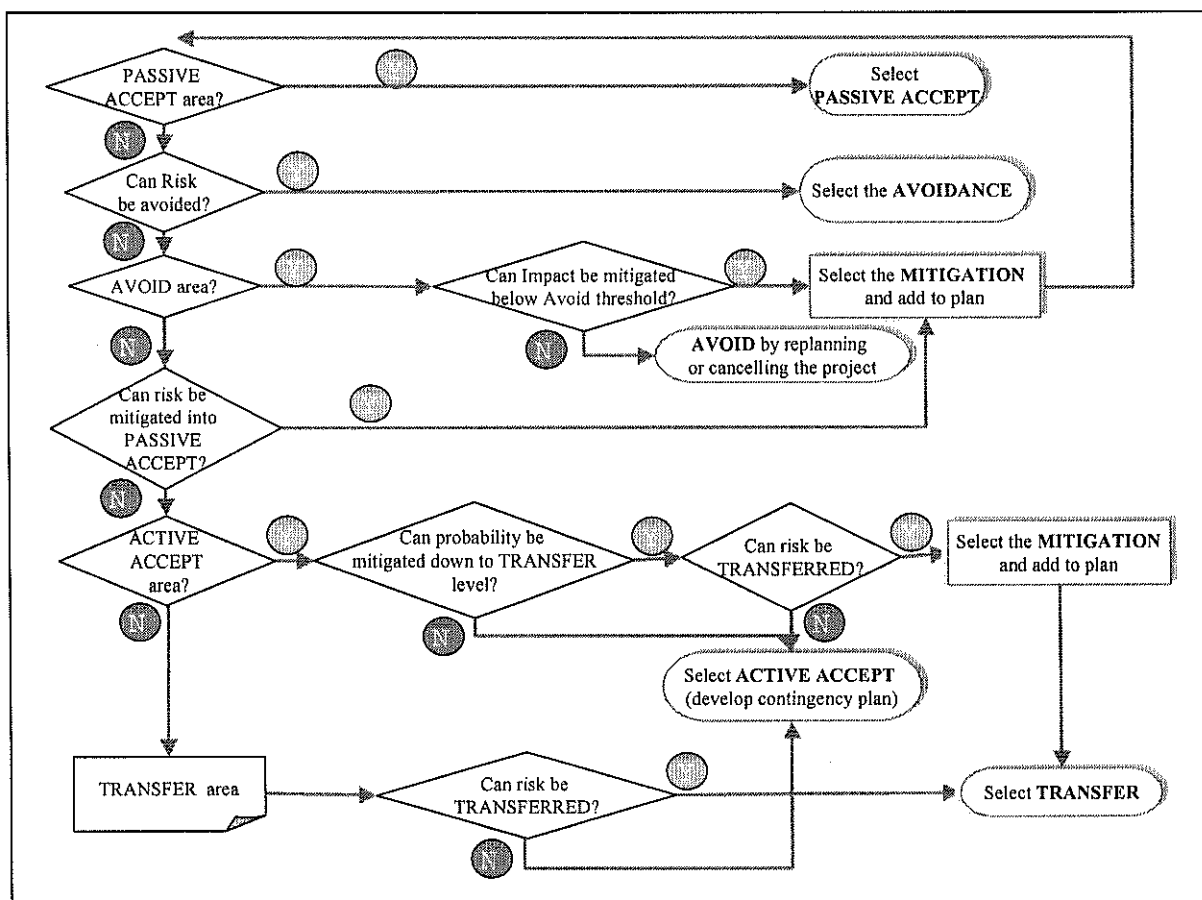 PASSIVE
ACCEPT area?
Select
PASSIVE ACCEPT
N
Can Risk
be avoided?
Select the AVOIDANCE
N
AVOID area?
Can Impact be mitigated
below Avoid threshold?
Select the MITIGATION
and add to plan
N
N
AVOID by replanning
or cancelling the project
Can risk be
mitigated into
PASSIVE
ACCEPT?
N
ACTIVE
ACCEPT
area?
Can probability be
mitigated down to TRANSFER
level?
Can risk be
TRANSFERRED?
Select the MITIGATION
and add to plan
N
N
N
Select ACTIVE ACCEPT
(develop contingency plan)
TRANSFER area
Can risk be
TRANSFERRED?
Select TRANSFER
N